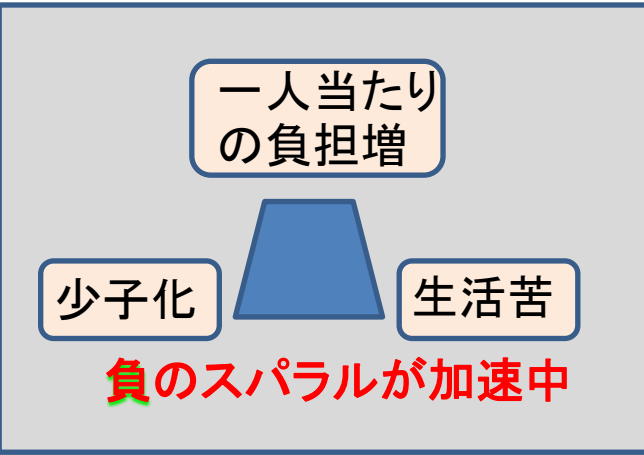 一人当たり
の負担増
少子化
生活苦
負のスパラルが加速中